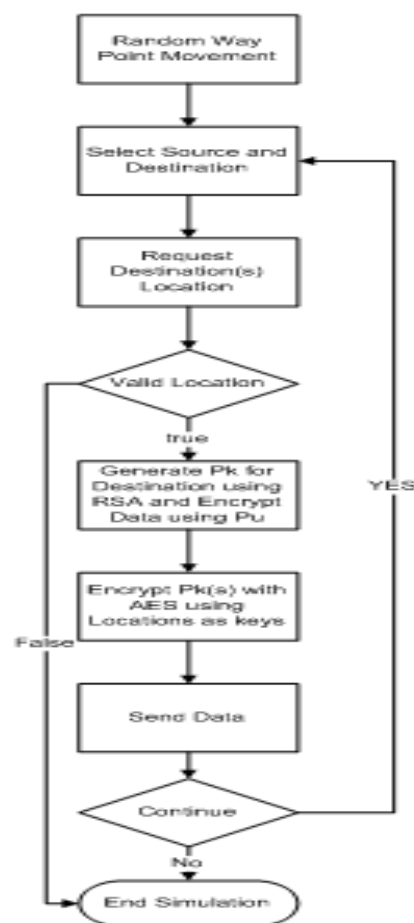 Random Way
Point Movement
Select Source and
Destination
Request
Destination(s)
Location
Valid Location
true
Generate Pk for
Destination using
RSA and Encrypt
Data using Pu
YES
Encrypt Pk(s) with
AES using
Locations as keys
False
Send Data
Continue
No
End Simulation